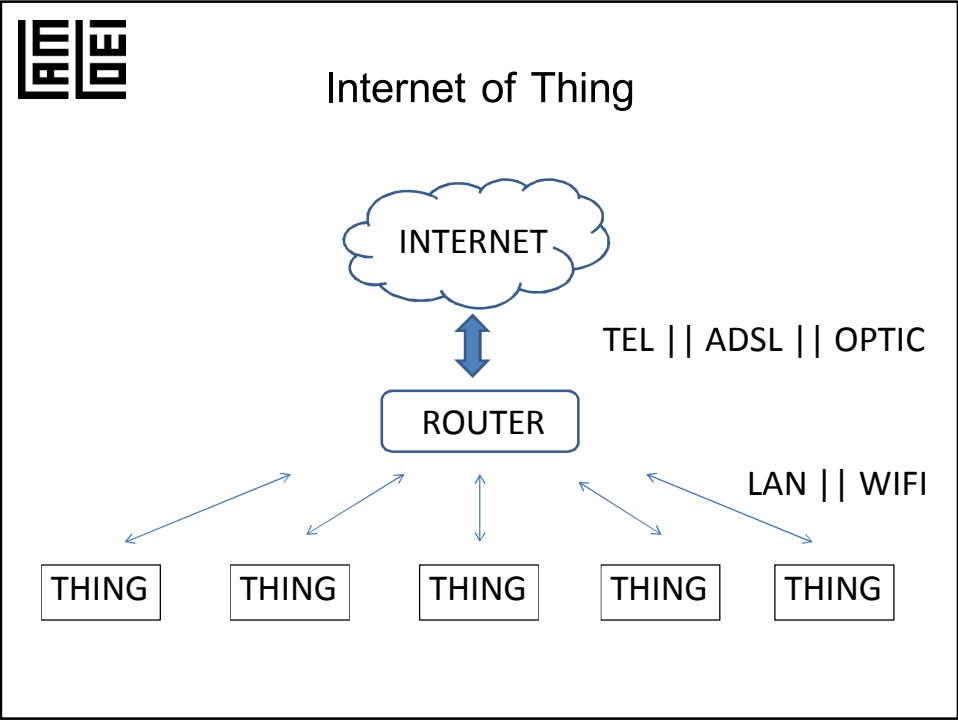 Internet of Thing
INTERNET
TEL || ADSL || OPTIC
ROUTER
LAN || WIFI
THING THING THING THING THING